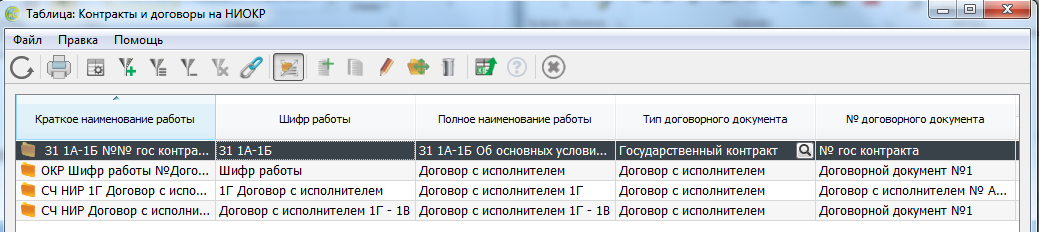 Таблица: Контракты и договоры на НИОКР
Файл Правка Помощь
Краткое наименование работы Шифр работы Полное наименование работы Тип договорного документа № договорного документа
31 1А-1Б №№ гос контра... 31 1А-1Б 31 1А-1Б Об основных услови... Государственный контракт № гос контракта
ОКР Шифр работы №Дого... Шифр работы Договор с исполнителем Договор с исполнителем Договорной документ №1
СЧ НИР 1Г Договор с испо... 1Г Договор с исполнителем Договор с исполнителем 1Г Договор с исполнителем Договор с исполнителем № А...
СЧ НИР Договор с исполни... Договор с исполнителем 1Г - 1В Договор с исполнителем 1Г - 1В Договор с исполнителем Договорной документ №1